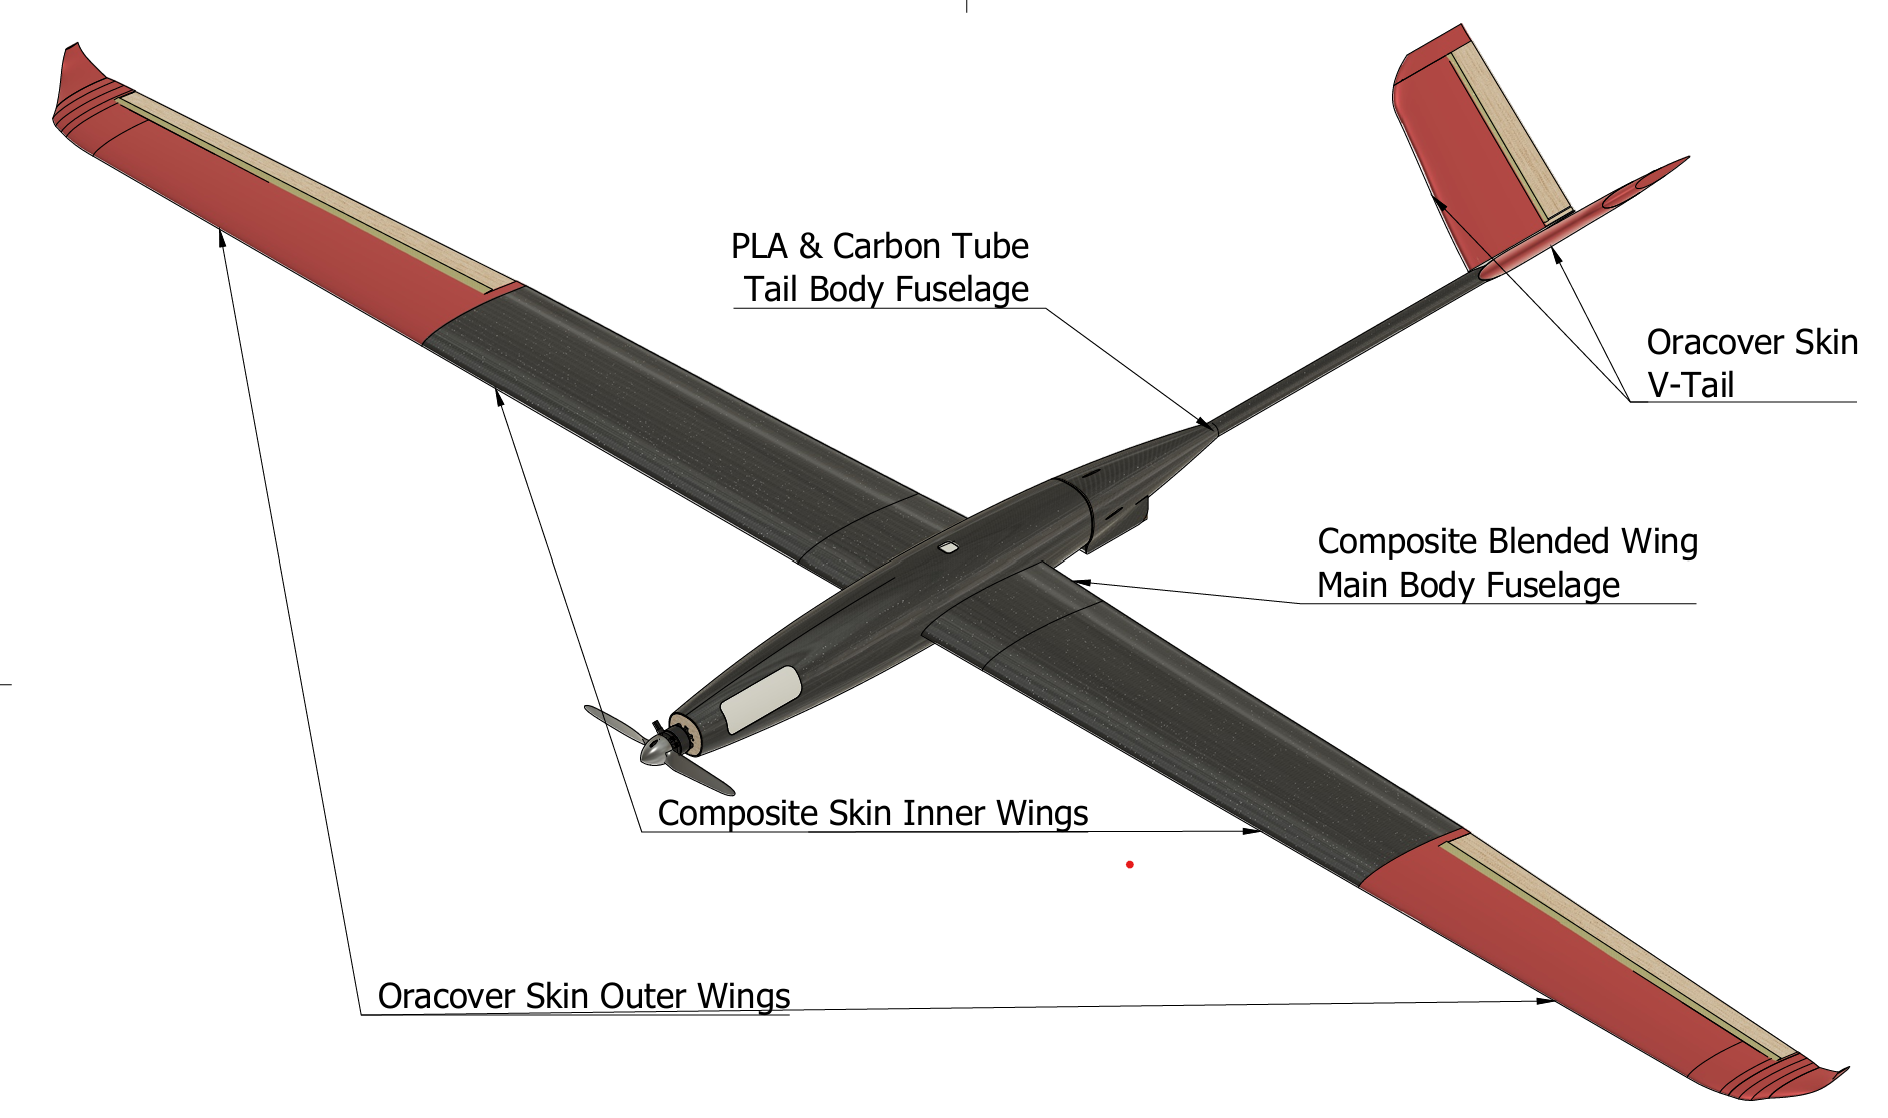 PLA & Carbon Tube
Tail Body Fuselage
Oracover Skin
V-Tail
Composite Blended Wing
Main Body Fuselage
Composite Skin Inner Wings
Oracover Skin Outer Wings